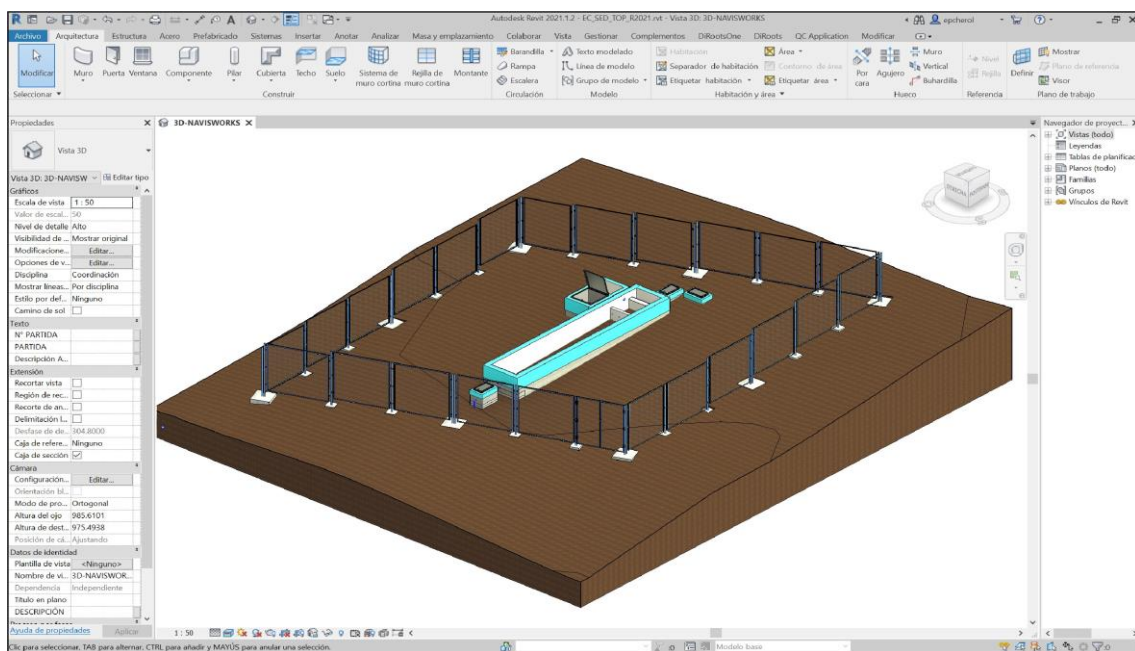 Autodesk Revit 2021.1.2 - EC_SED_TOP_R2021.rvt - Vista 3D: 3D-NAVISWORKS
epcherol
Archivo Arquitectura Estructura Acero Prefabricado Sistemas Insertar Anotar Analizar Masa y emplazamiento Colaborar Vista Gestionar Complementos DiRootsOne DiRoots QC Application Modificar
Modificar Muro Puerta Ventana Componente Pilar Cubierta Techo Suelo Sistema de muro cortina Rejilla de muro cortina Montante
Barandilla Rampa Escalera
Texto modelado Línea de modelo Grupo de modelo
Habitación Separador de habitación Etiquetar habitación
Área Contorno de área Etiquetar área
Por cara Agujero Muro Vertical Buhardilla
Nivel Rejilla
Definir Mostrar Plano de referencia Visor
Seleccionar Construir Circulación Modelo Habitación y área Hueco Referencia Plano de trabajo
Propiedades
3D-NAVISWORKS
Navegador de proyect...
Vista 3D
Vistas (todo)
Leyendas
Tablas de planificac
Planos (todo)
Familias
Grupos
Vínculos de Revit
Vista 3D: 3D-NAVISW Editar tipo
Gráficos
Escala de vista 1 : 50
Valor de escal... 50
Nivel de detalle Alto
Visibilidad de ... Mostrar original
Modificacione... Editar...
Opciones de v... Editar...
Disciplina Coordinación
Mostrar líneas... Por disciplina
Estilo por def... Ninguno
Camino de sol
Texto
N° PARTIDA
PARTIDA
Descripción A...
Extensión
Recortar vista
Región de rec...
Recorte de an...
Delimitación l...
Desfase de de... 304.8000
Caja de refere... Ninguno
Caja de sección
Cámara
Configuración... Editar...
Orientación bl...
Modo de pro... Ortogonal
Altura del ojo 985.6101
Altura de dest... 975.4938
Posición de cá... Ajustando
Datos de identidad
Plantilla de vista <Ninguno>
Nombre de vi... 3D-NAVISWOR...
Dependencia Independiente
Título en plano
DESCRIPCIÓN
Ayuda de propiedades Aplicar
1 : 50
Clic para seleccionar, TAB para alternar, CTRL para añadir y MAYÚS para anular una selección.
Modelo base